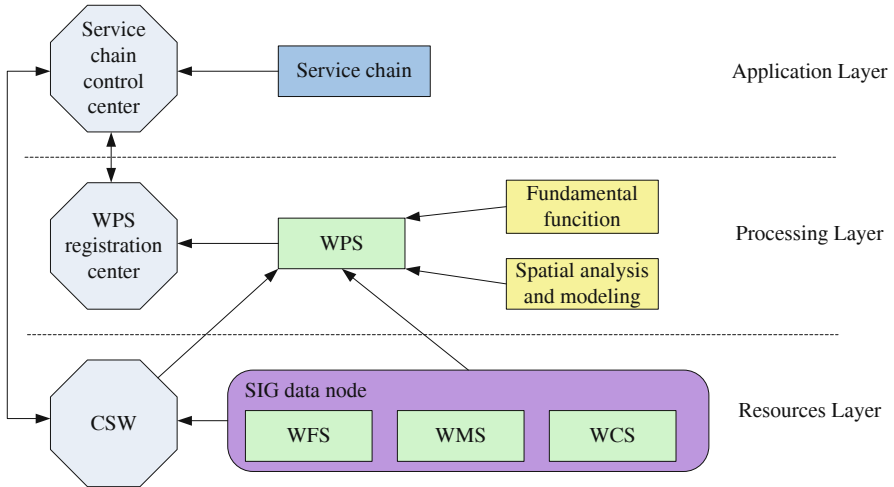 Service
chain
control
center
Service chain
Application Layer
WPS
registration
center
WPS
Fundamental
funcition
Spatial analysis
and modeling
Processing Layer
CSW
SIG data node
WFS
WMS
WCS
Resources Layer